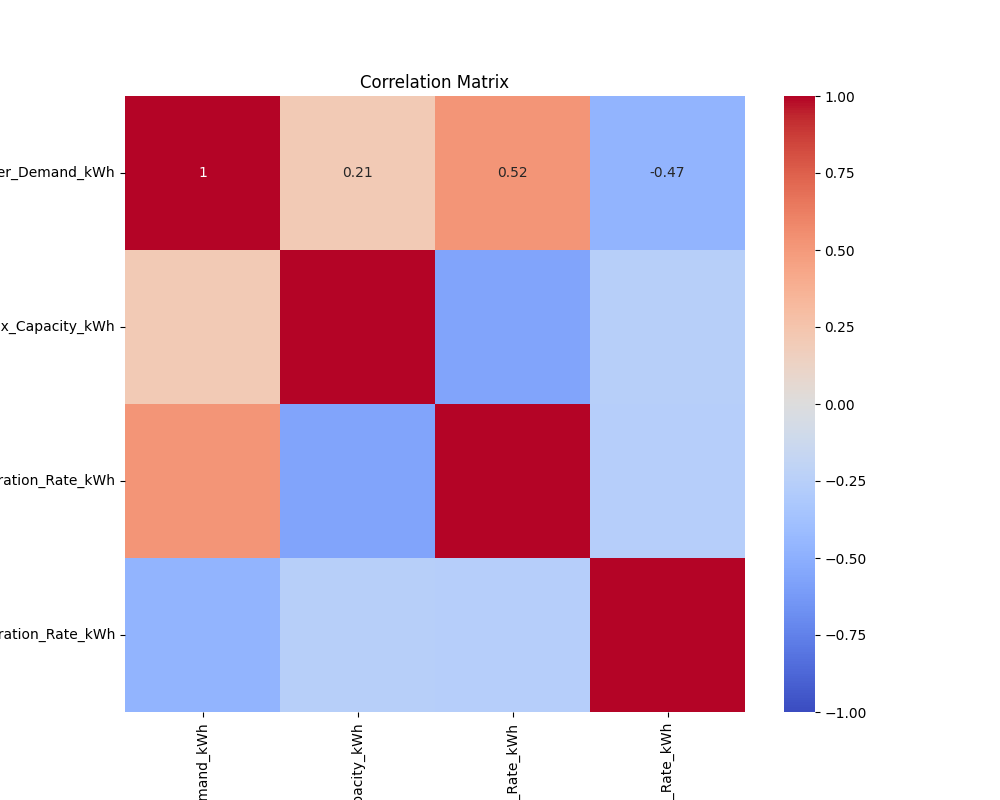 Correlation Matrix
er_Demand_kWh
1 0.21 0.52 -0.47
x_Capacity_kWh
ration_Rate_kWh
ration_Rate_kWh
mand_kWh
pacity_kWh
_Rate_kWh
_Rate_kWh
1.00
0.75
0.50
0.25
0.00
−0.25
−0.50
−0.75
−1.00